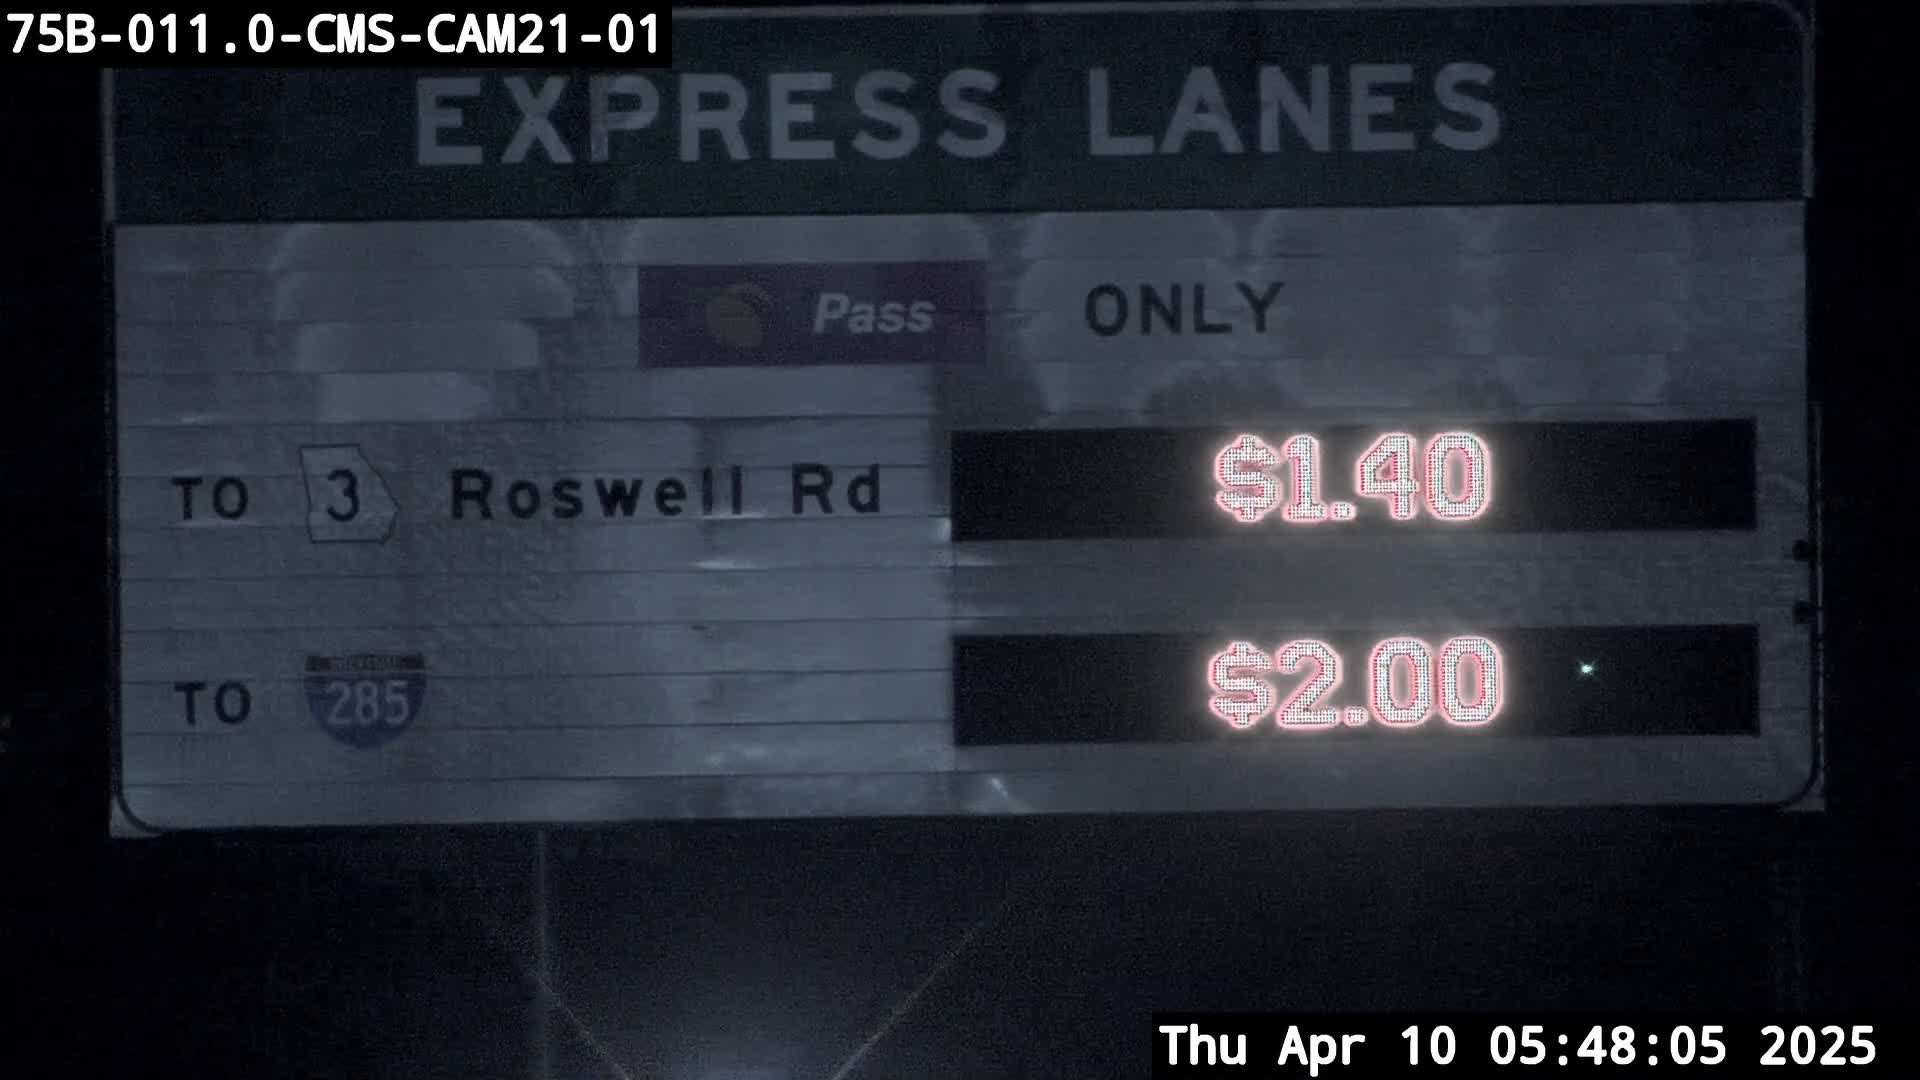 75B-011.0-CMS-CAM21-01
EXPRESS LANES
Pass ONLY
TO 3 Roswell Rd $1.40
TO 285 $2.00
Thu Apr 10 05:48:05 2025